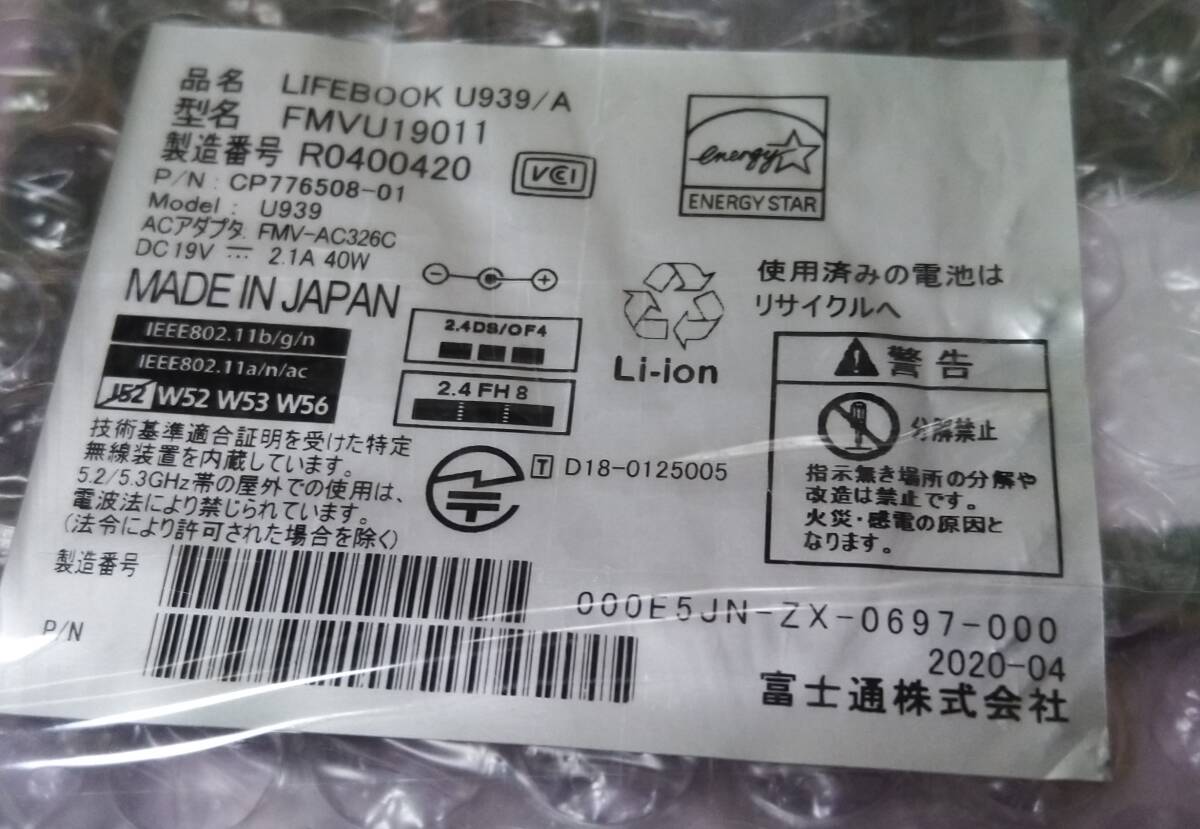 品名 LIFEBOOK U939/A
型名 FMVU19011
製造番号 R0400420
P/N : CP776508-01
Model : U939
ACアダプタ FMV-AC326C
DC19V ⎓ 2.1A 40W
MADE IN JAPAN
VCI
energy
ENERGY STAR
IEEE802.11b/g/n
IEEE802.11a/n/ac
J52 W52 W53 W56
2.4DS/OF4
2.4FH8
Li-ion
使用済みの電池は
リサイクルへ
警告
分解禁止
指示無き場所の分解や
改造は禁止です。
火災・感電の原因と
なります。
技術基準適合証明を受けた特定
無線装置を内蔵しています。
5.2/5.3GHz帯の屋外での使用は、
電波法により禁じられています。
(法令により許可された場合を除く)
T D18-0125005
製造番号
P/N
000E5JN-ZX-0697-000
2020-04
富士通株式会社